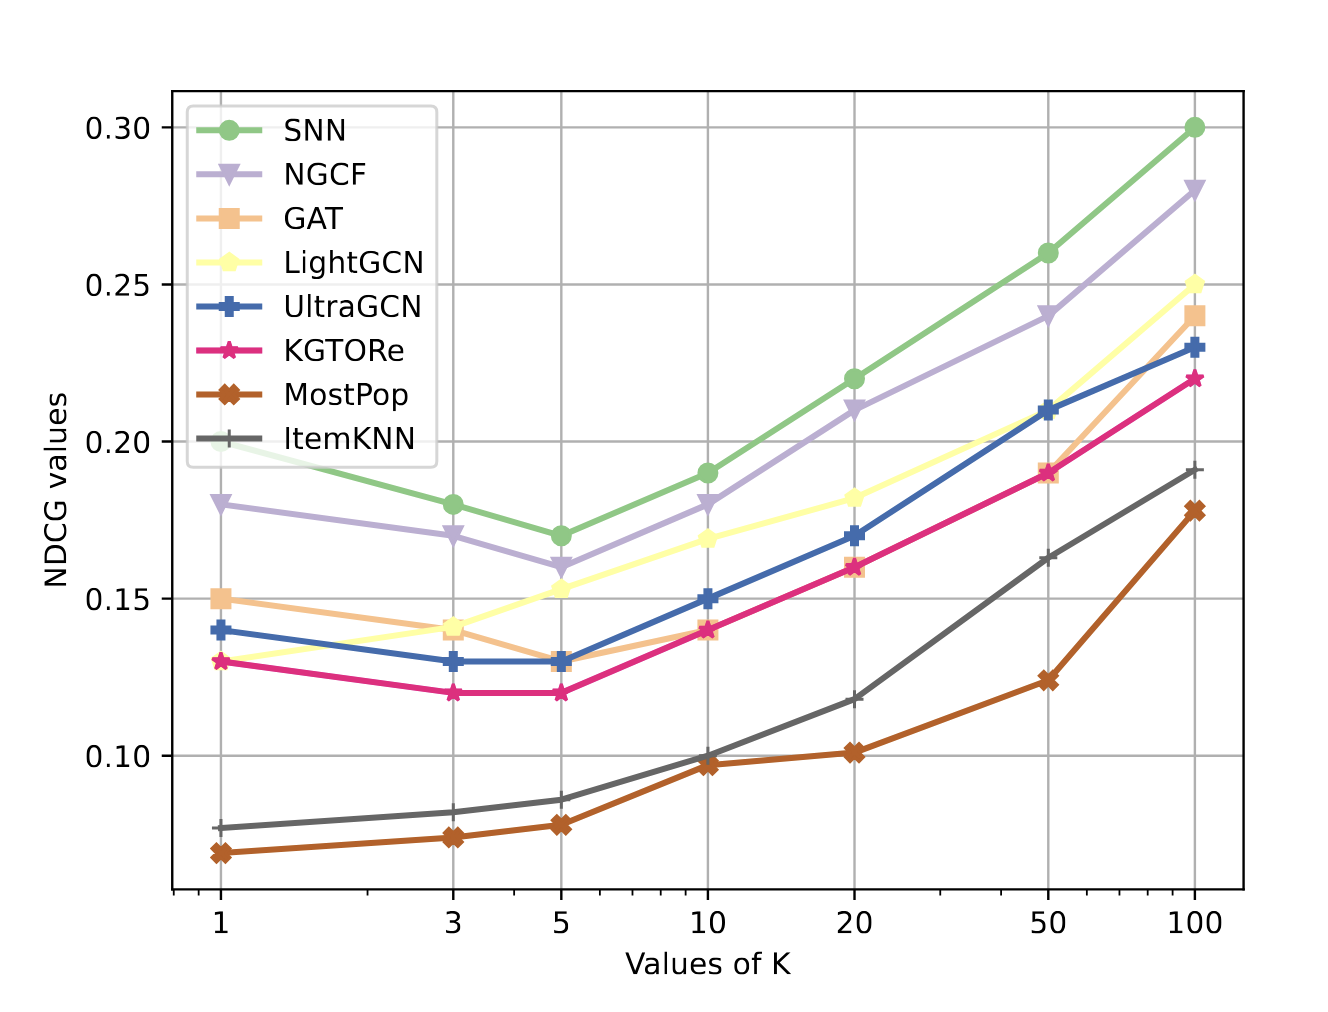 0.30
0.25
0.20
0.15
0.10
NDCG values
SNN
NGCF
GAT
LightGCN
UltraGCN
KGTORe
MostPop
ItemKNN
1 3 5 10 20 50 100
Values of K